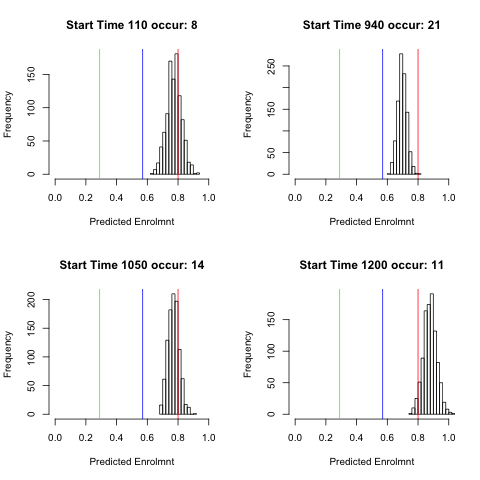 Start Time 110 occur: 8
Frequency
0 50 100 150
0.0 0.2 0.4 0.6 0.8 1.0
Predicted Enrolmnt
Start Time 940 occur: 21
Frequency
0 50 150 250
0.0 0.2 0.4 0.6 0.8 1.0
Predicted Enrolmnt
Start Time 1050 occur: 14
Frequency
0 50 100 150 200
0.0 0.2 0.4 0.6 0.8 1.0
Predicted Enrolmnt
Start Time 1200 occur: 11
Frequency
0 50 100 150
0.0 0.2 0.4 0.6 0.8 1.0
Predicted Enrolmnt